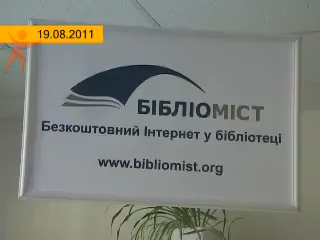 19.08.2011
БІБЛІОМІСТ
Безкоштовний Інтернет у бібліотеці
www.bibliomist.org